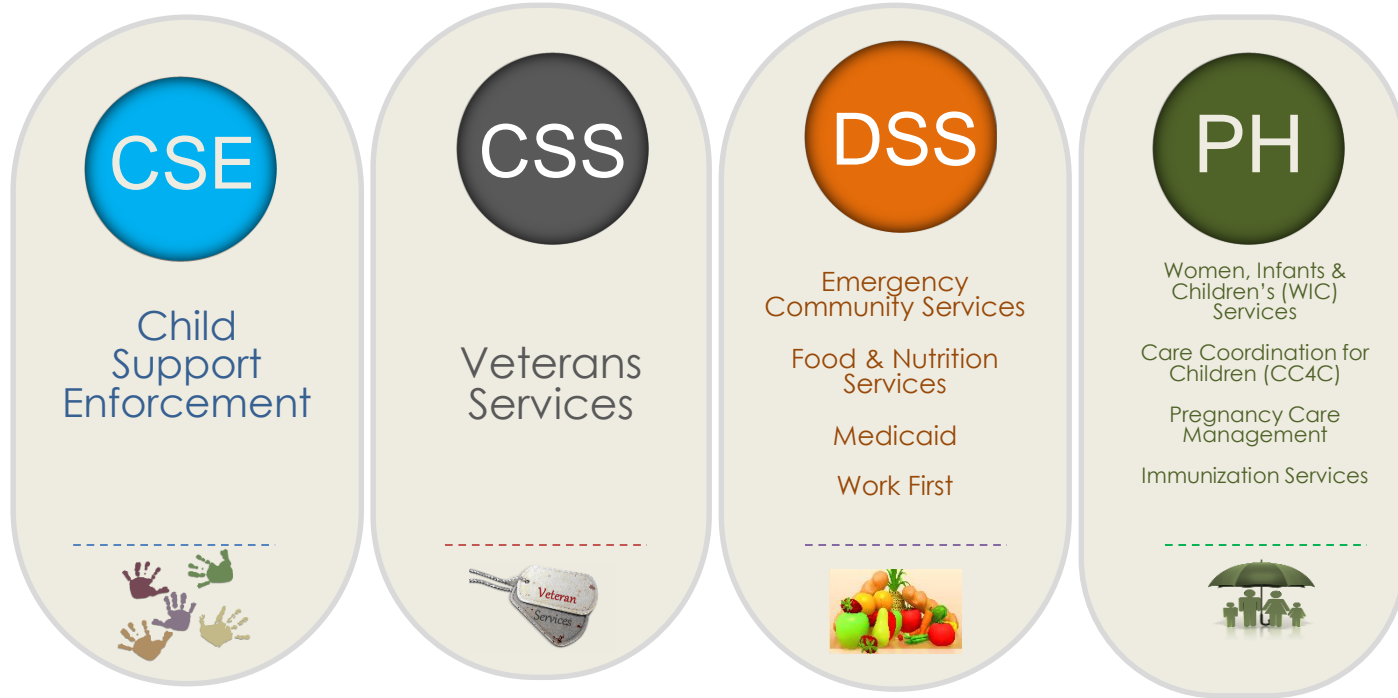 CSE
Child
Support
Enforcement
CSS
Veterans
Services
Veteran
Services
DSS
Emergency
Community Services
Food & Nutrition
Services
Medicaid
Work First
PH
Women, Infants &
Children’s (WIC)
Services
Care Coordination for
Children (CC4C)
Pregnancy Care
Management
Immunization Services